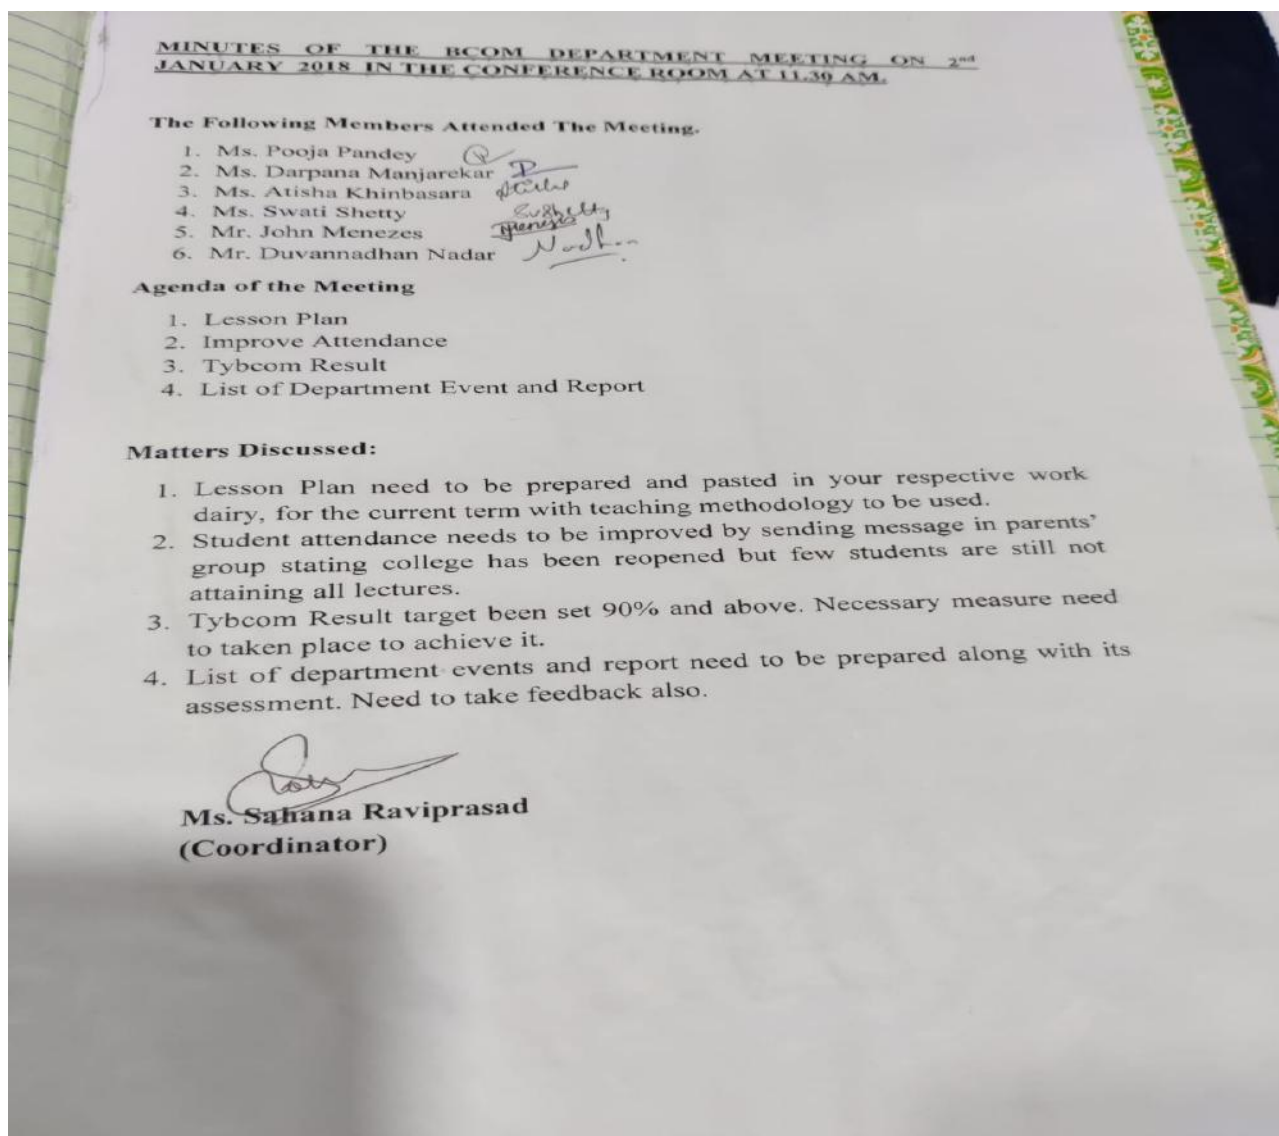 MINUTES OF THE BCOM DEPARTMENT MEETING ON 2nd
JANUARY 2018 IN THE CONFERENCE ROOM AT 11.30 AM.
The Following Members Attended The Meeting.
1. Ms. Pooja Pandey
2. Ms. Darpana Manjarekar
3. Ms. Atisha Khinbasara
4. Ms. Swati Shetty
5. Mr. John Menezes
6. Mr. Duvannadhan Nadar
Agenda of the Meeting
1. Lesson Plan
2. Improve Attendance
3. Tybcom Result
4. List of Department Event and Report
Matters Discussed:
1. Lesson Plan need to be prepared and pasted in your respective work
dairy, for the current term with teaching methodology to be used.
2. Student attendance needs to be improved by sending message in parents’
group stating college has been reopened but few students are still not
attaining all lectures.
3. Tybcom Result target been set 90% and above. Necessary measure need
to taken place to achieve it.
4. List of department events and report need to be prepared along with its
assessment. Need to take feedback also.
Ms. Sahana Raviprasad
(Coordinator)